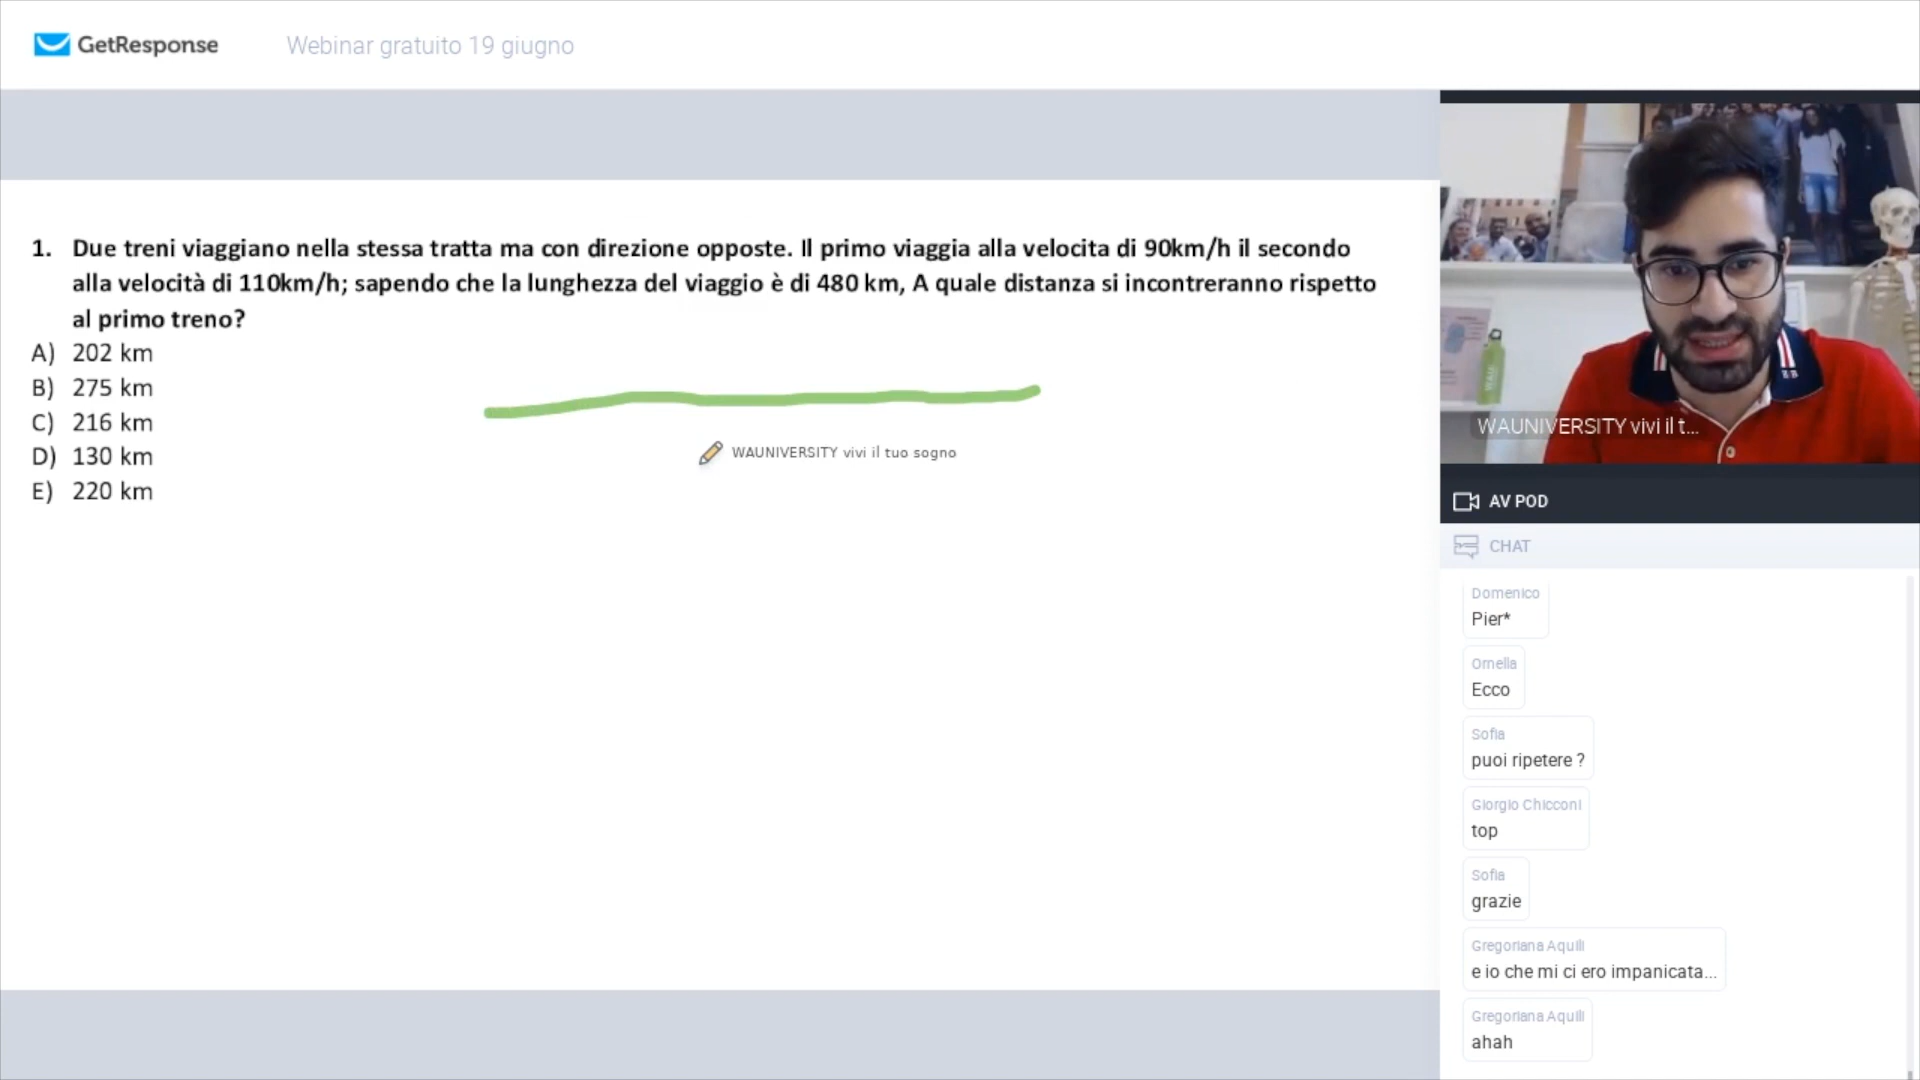 GetResponse
Webinar gratuito 19 giugno
1. Due treni viaggiano nella stessa tratta ma con direzione opposte. Il primo viaggia alla velocita di 90km/h il secondo
alla velocità di 110km/h; sapendo che la lunghezza del viaggio è di 480 km, A quale distanza si incontreranno rispetto
al primo treno?
A) 202 km
B) 275 km
C) 216 km
D) 130 km
E) 220 km
WAUNIVERSITY vivi il tuo sogno
WAUNIVERSITY vivi il t...
AV POD
CHAT
Domenico
Pier*
Ornella
Ecco
Sofia
puoi ripetere ?
Giorgio Chicconi
top
Sofia
grazie
Gregoriana Aquili
e io che mi ci ero impanicata...
Gregoriana Aquili
ahah